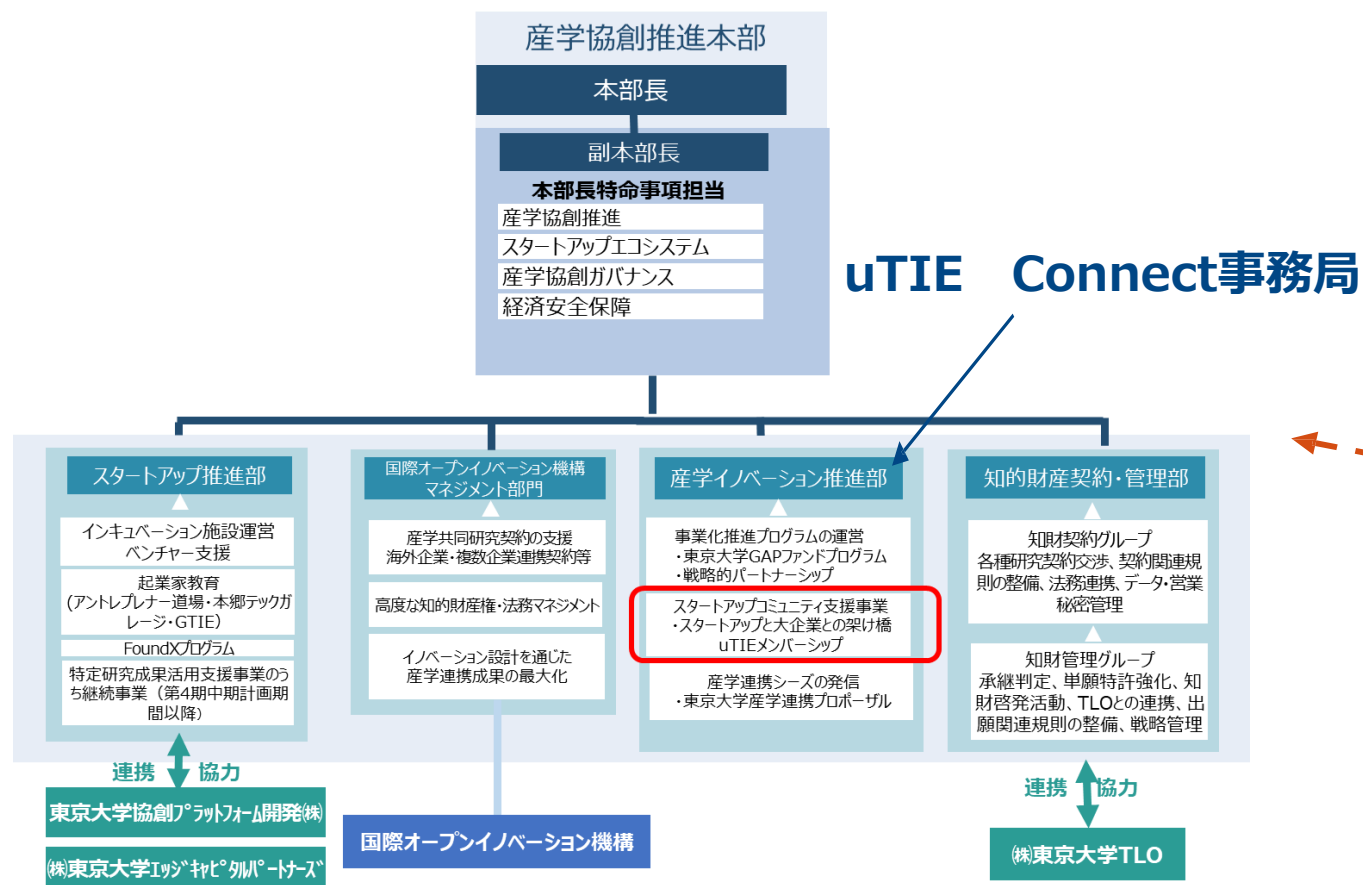 産学協創推進本部
本部長
副本部長
本部長特命事項担当
産学協創推進
スタートアップエコシステム
産学協創ガバナンス
経済安全保障
uTIE　Connect事務局
スタートアップ推進部
インキュベーション施設運営
ベンチャー支援
起業家教育
(アントレプレナー道場・本郷テックガ
レージ・GTIE）
FoundXプログラム
特定研究成果活用支援事業のう
ち継続事業（第4期中期計画期
間以降）
連携　協力
東京大学協創プラットフォーム開発㈱
㈱東京大学エッジキャピタルパートナーズ
国際オープンイノベーション機構
マネジメント部門
産学共同研究契約の支援
海外企業・複数企業連携契約等
高度な知的財産権・法務マネジメント
イノベーション設計を通じた
産学連携成果の最大化
国際オープンイノベーション機構
産学イノベーション推進部
事業化推進プログラムの運営
・東京大学GAPファンドプログラム
・戦略的パートナーシップ
スタートアップコミュニティ支援事業
・スタートアップと大企業との架け橋
uTIEメンバーシップ
産学連携シーズの発信
・東京大学産学連携プロポーザル
知的財産契約・管理部
知財契約グループ
各種研究契約交渉、契約関連規
則の整備、法務連携、データ・営業
秘密管理
知財管理グループ
承継判定、単願特許強化、知
財啓発活動、TLOとの連携、出
願関連規則の整備、戦略管理
連携　協力
㈱東京大学TLO